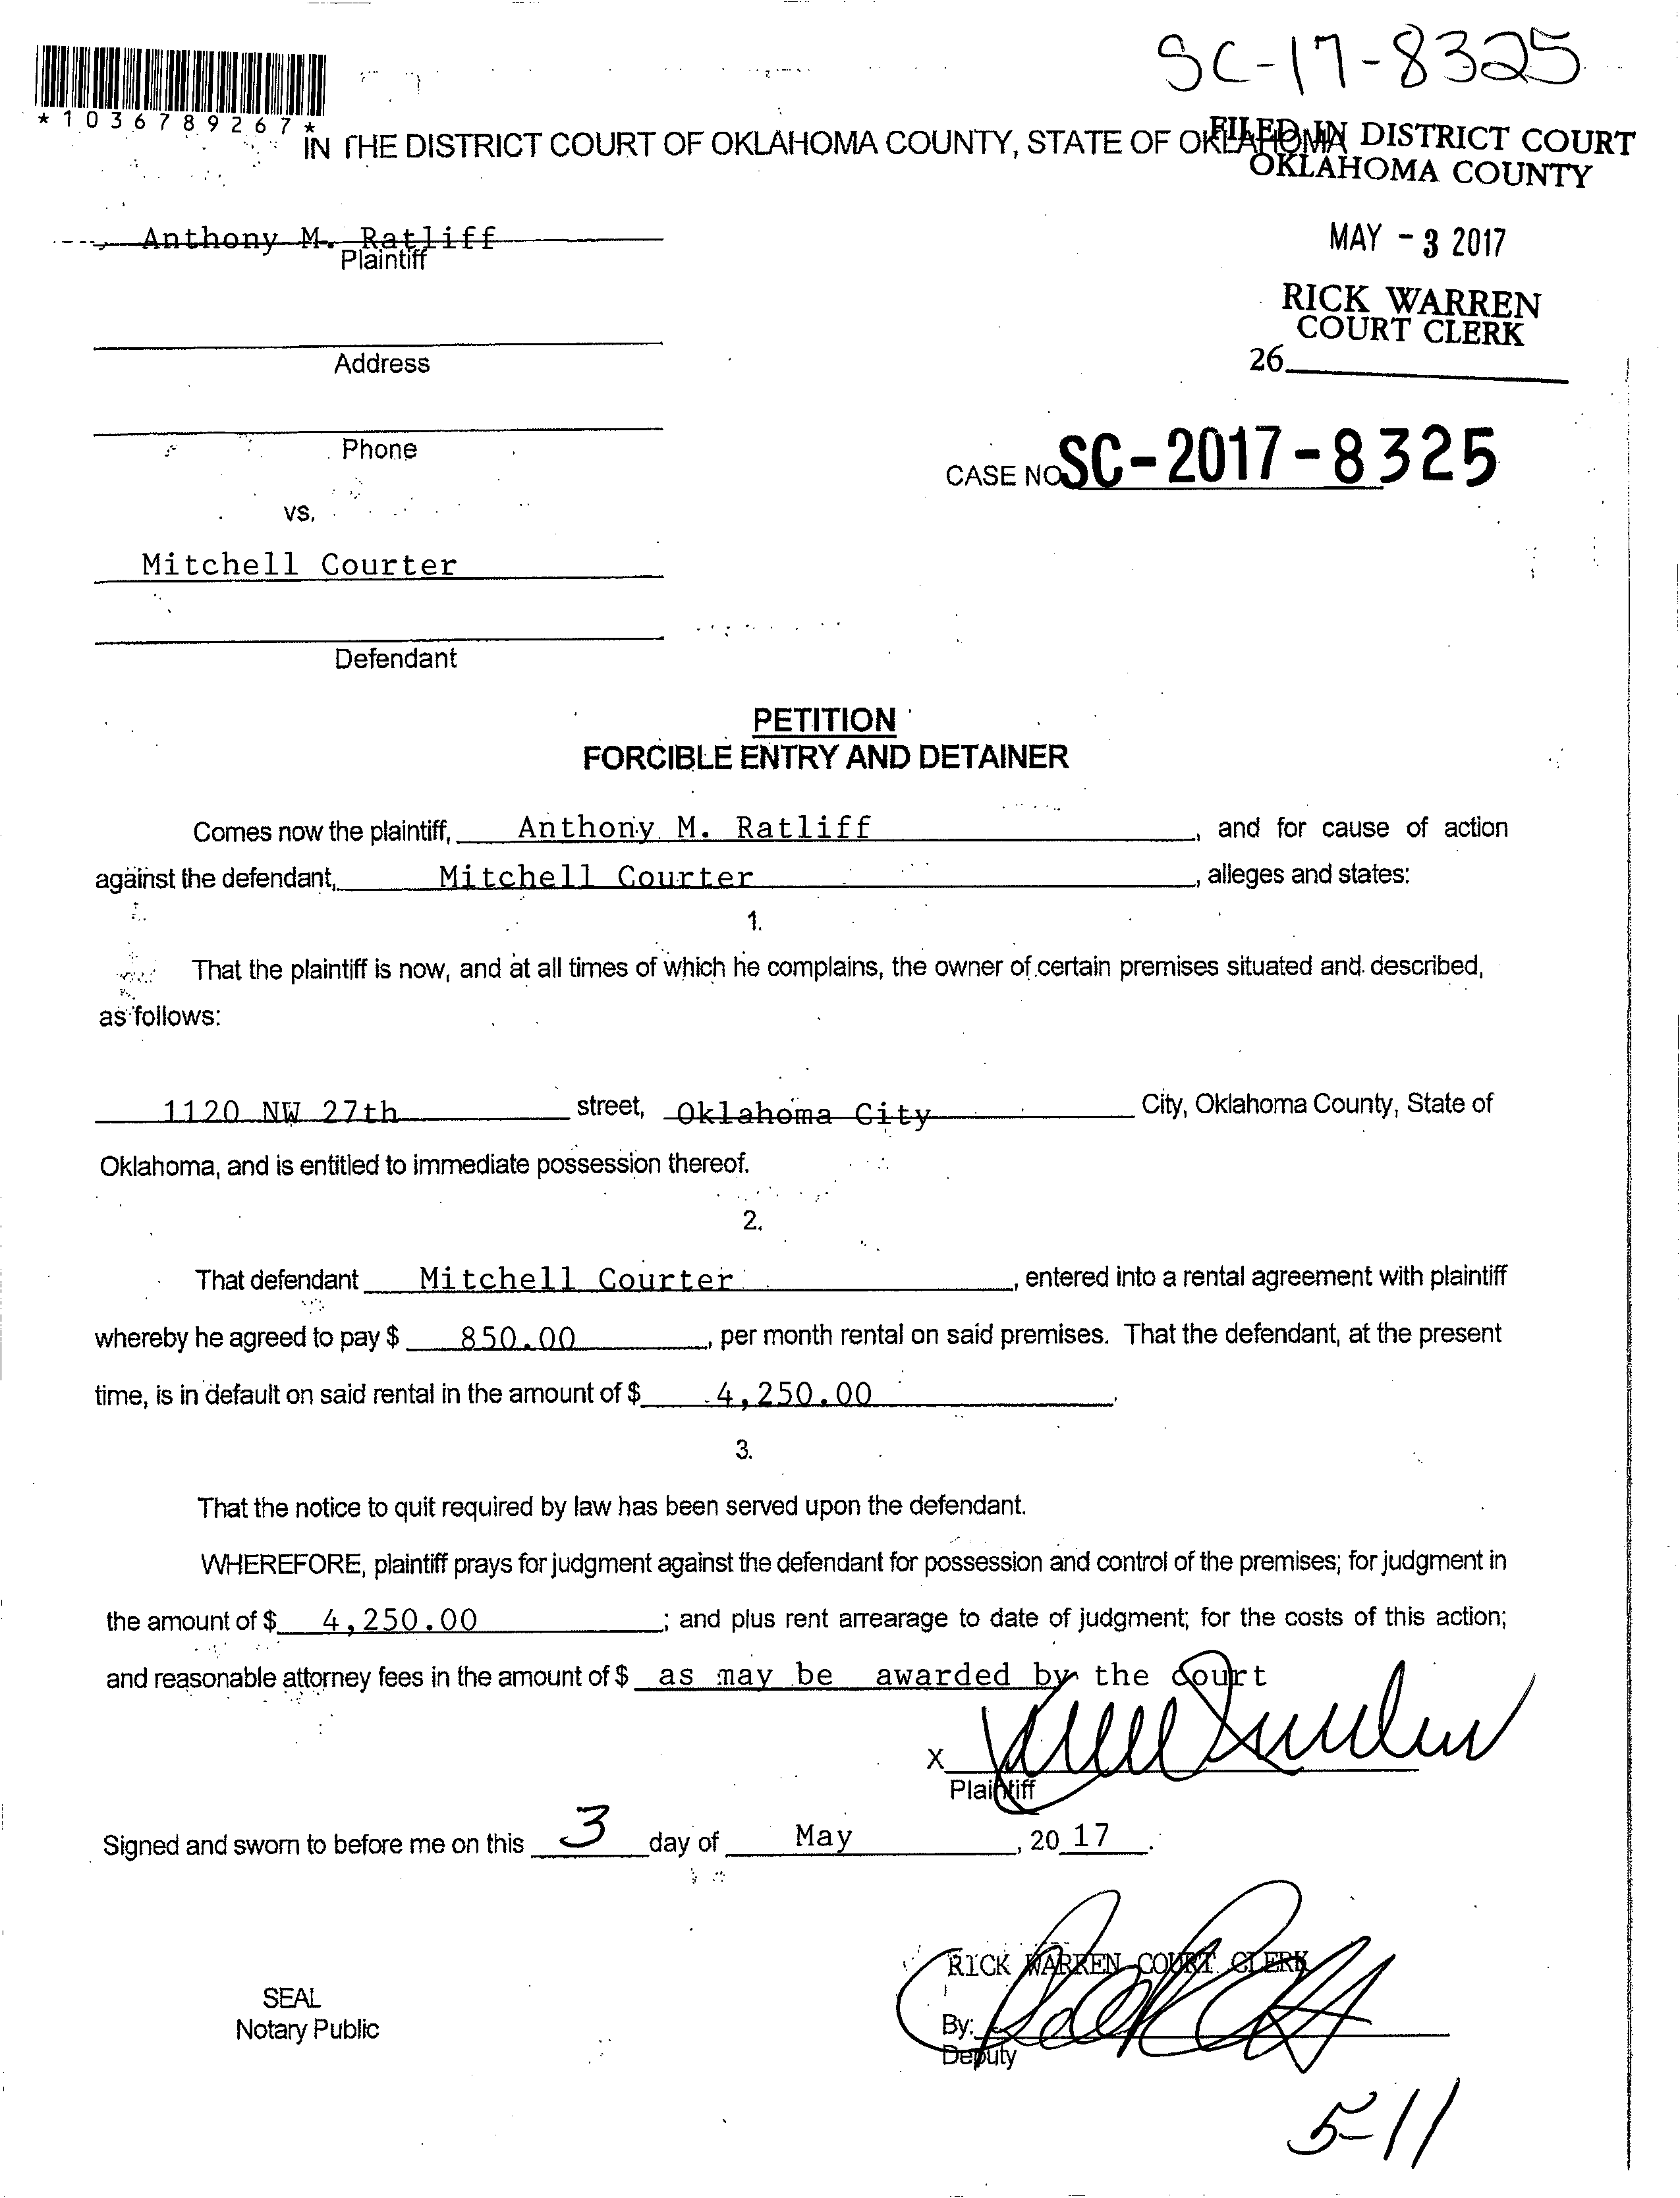 SC-17-8325
*1036789267*
IN THE DISTRICT COURT OF OKLAHOMA COUNTY, STATE OF OKLAHOMA
FILED IN DISTRICT COURT
OKLAHOMA COUNTY
Anthony M. Ratliff
Plaintiff
MAY - 3 2017
RICK WARREN
COURT CLERK
26
Address
Phone
CASE NO. SC-2017-8325
vs.
Mitchell Courter
Defendant
PETITION
FORCIBLE ENTRY AND DETAINER
Comes now the plaintiff, Anthony M. Ratliff, and for cause of action
against the defendant, Mitchell Courter, alleges and states:
1.
That the plaintiff is now, and at all times of which he complains, the owner of certain premises situated and described,
as follows:
1120 NW 27th street, Oklahoma City City, Oklahoma County, State of
Oklahoma, and is entitled to immediate possession thereof.
2.
That defendant Mitchell Courter, entered into a rental agreement with plaintiff
whereby he agreed to pay $ 850.00, per month rental on said premises. That the defendant, at the present
time, is in default on said rental in the amount of $ 4,250.00.
3.
That the notice to quit required by law has been served upon the defendant.
WHEREFORE, plaintiff prays for judgment against the defendant for possession and control of the premises; for judgment in
the amount of $ 4,250.00; and plus rent arrearage to date of judgment; for the costs of this action;
and reasonable attorney fees in the amount of $ as may be awarded by the court
X
Plaintiff
Signed and sworn to before me on this 3 day of May, 20 17.
RICK WARREN COURT CLERK
SEAL
Notary Public
By:
Deputy
5-11